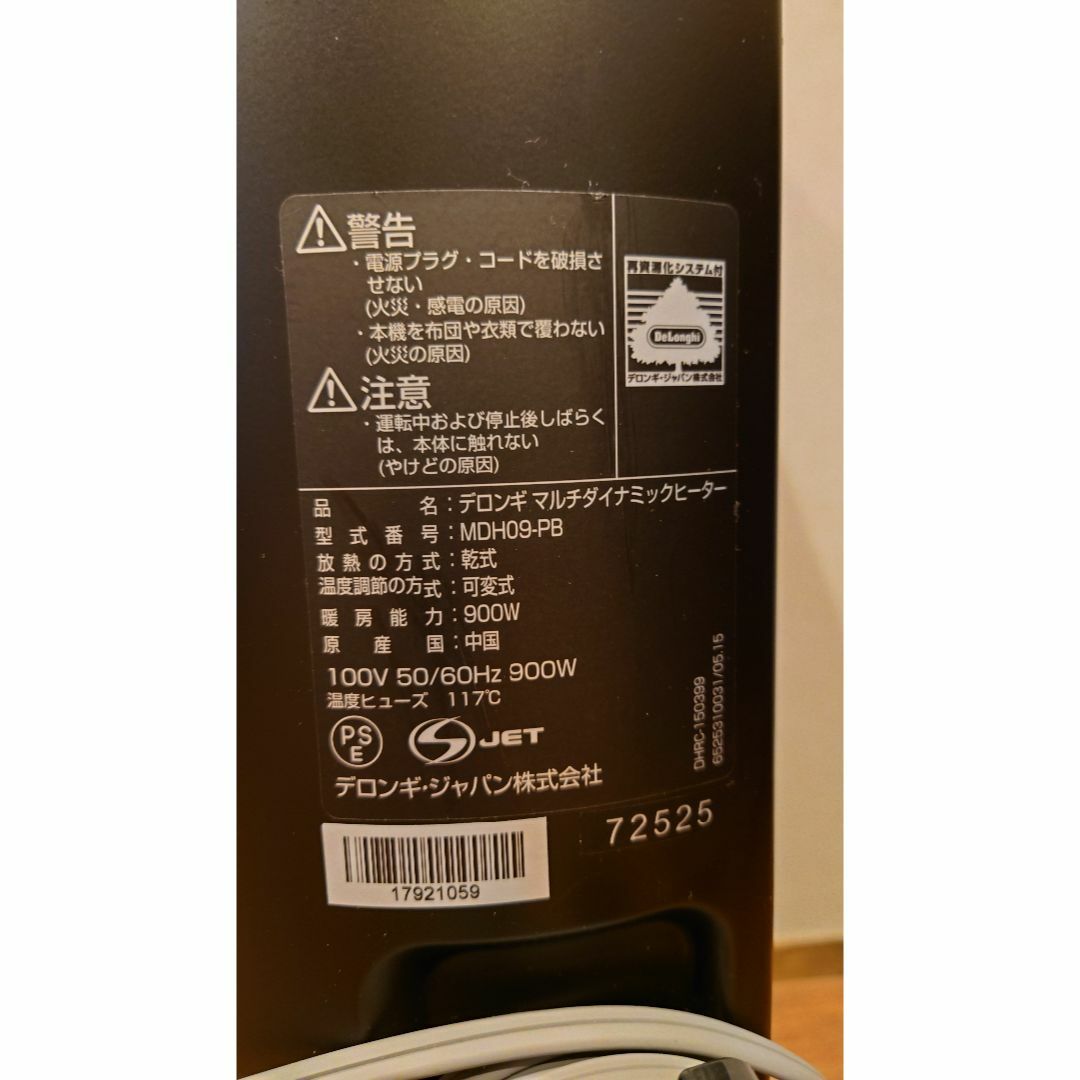 警告
・電源プラグ・コードを破損さ
せない
(火災・感電の原因)
・本機を布団や衣類で覆わない
(火災の原因)
注意
・運転中および停止後しばらく
は、本体に触れない
(やけどの原因)
再資源化システム付
DeLonghi
デロンギ・ジャパン株式会社
品名:デロンギ マルチダイナミックヒーター
型式番号:MDH09-PB
放熱の方式:乾式
温度調節の方式:可変式
暖房能力:900W
原産国:中国
100V 50/60Hz 900W
温度ヒューズ 117℃
PSE
JET
デロンギ・ジャパン株式会社
DHRC-150399
6525310031/05.15
72525
17921059